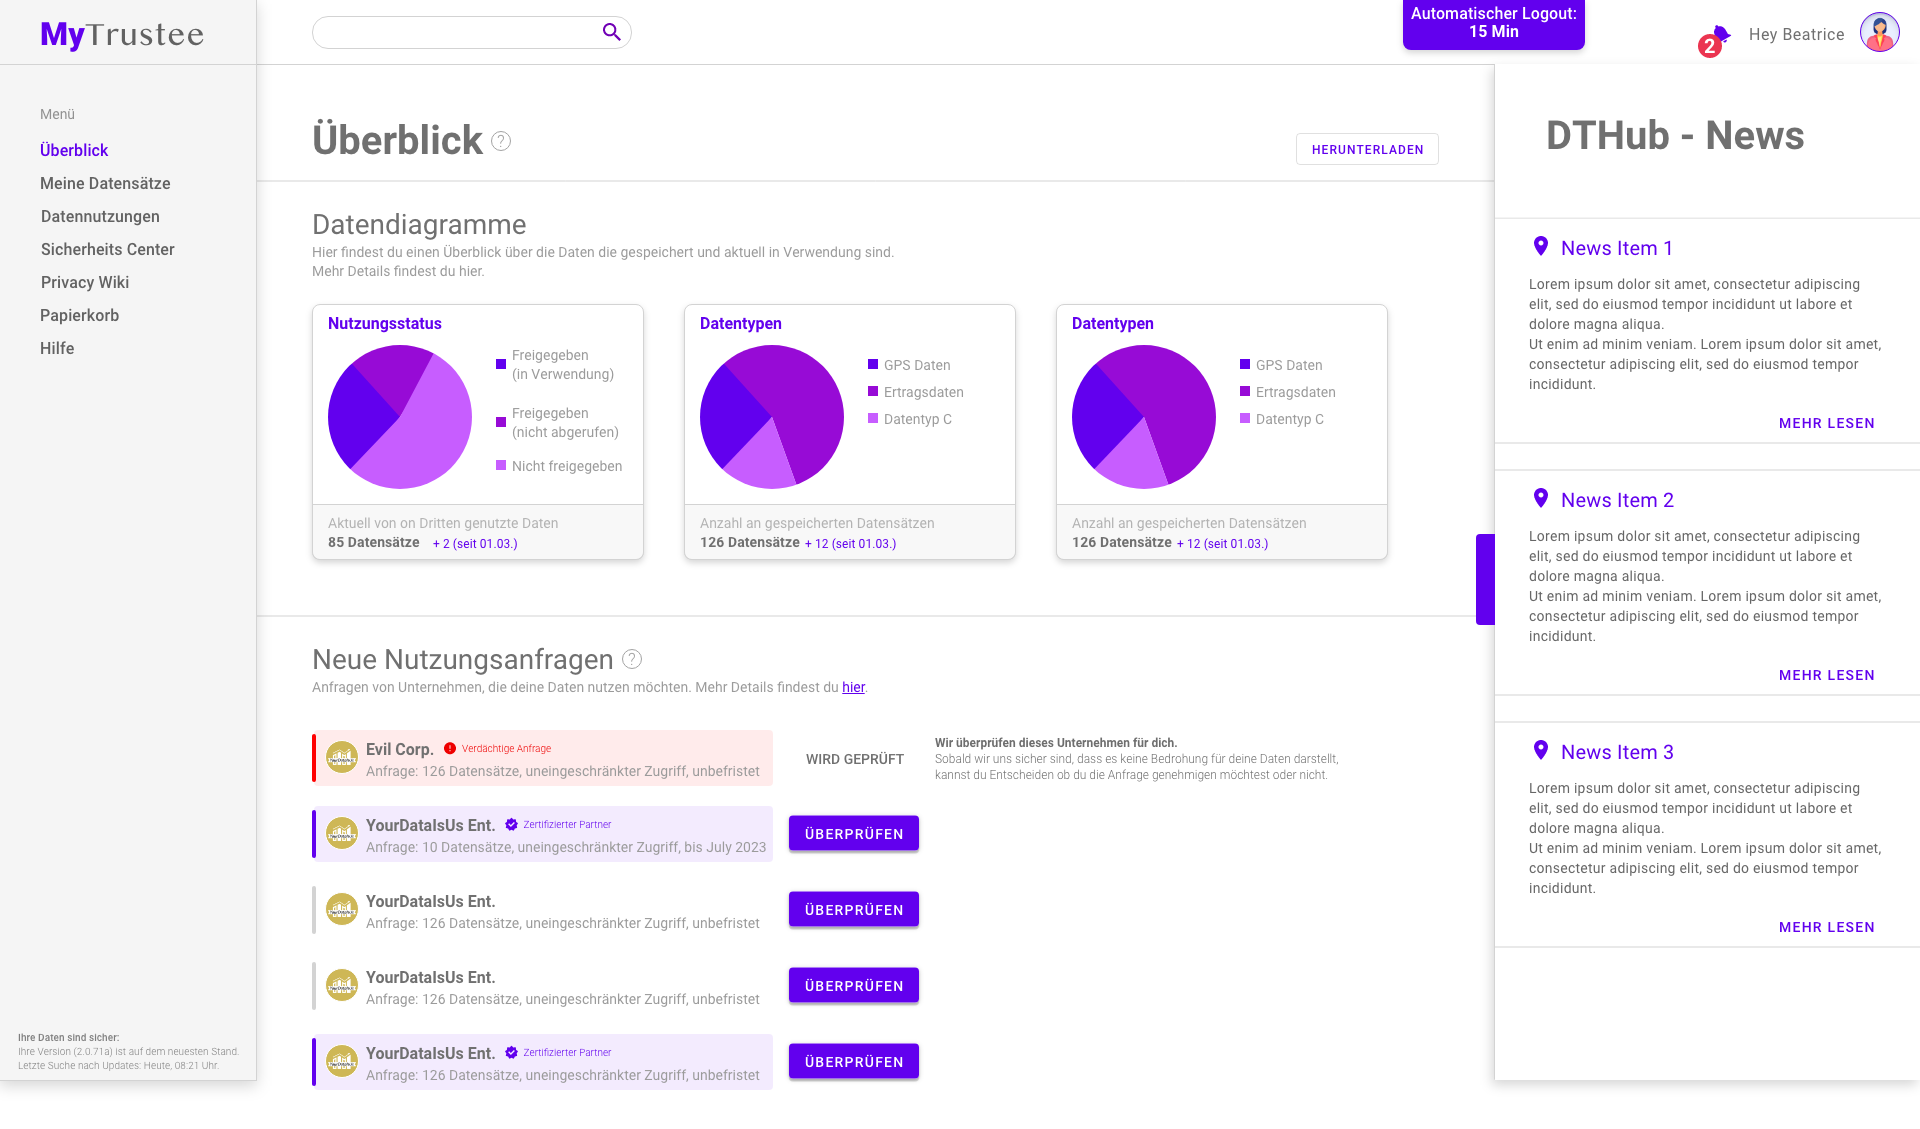 MyTrustee
Automatischer Logout:
15 Min
2
Hey Beatrice
Menü
Überblick
Meine Datensätze
Datennutzungen
Sicherheits Center
Privacy Wiki
Papierkorb
Hilfe
Ihre Daten sind sicher:
Ihre Version (2.0.71a) ist auf dem neuesten Stand.
Letzte Suche nach Updates: Heute, 08:21 Uhr.
Überblick ?
HERUNTERLADEN
Datendiagramme
Hier findest du einen Überblick über die Daten die gespeichert und aktuell in Verwendung sind.
Mehr Details findest du hier.
Nutzungsstatus
Freigegeben
(in Verwendung)
Freigegeben
(nicht abgerufen)
Nicht freigegeben
Aktuell von on Dritten genutzte Daten
85 Datensätze + 2 (seit 01.03.)
Datentypen
GPS Daten
Ertragsdaten
Datentyp C
Anzahl an gespeicherten Datensätzen
126 Datensätze + 12 (seit 01.03.)
Datentypen
GPS Daten
Ertragsdaten
Datentyp C
Anzahl an gespeicherten Datensätzen
126 Datensätze + 12 (seit 01.03.)
Neue Nutzungsanfragen ?
Anfragen von Unternehmen, die deine Daten nutzen möchten. Mehr Details findest du hier.
Evil Corp. Verdächtige Anfrage
Anfrage: 126 Datensätze, uneingeschränkter Zugriff, unbefristet
WIRD GEPRÜFT
Wir überprüfen dieses Unternehmen für dich.
Sobald wir uns sicher sind, dass es keine Bedrohung für deine Daten darstellt,
kannst du Entscheiden ob du die Anfrage genehmigen möchtest oder nicht.
YourDataIsUs Ent. Zertifizierter Partner
Anfrage: 10 Datensätze, uneingeschränkter Zugriff, bis July 2023
ÜBERPRÜFEN
YourDataIsUs Ent.
Anfrage: 126 Datensätze, uneingeschränkter Zugriff, unbefristet
ÜBERPRÜFEN
YourDataIsUs Ent.
Anfrage: 126 Datensätze, uneingeschränkter Zugriff, unbefristet
ÜBERPRÜFEN
YourDataIsUs Ent. Zertifizierter Partner
Anfrage: 126 Datensätze, uneingeschränkter Zugriff, unbefristet
ÜBERPRÜFEN
DTHub - News
News Item 1
Lorem ipsum dolor sit amet, consectetur adipiscing
elit, sed do eiusmod tempor incididunt ut labore et
dolore magna aliqua.
Ut enim ad minim veniam. Lorem ipsum dolor sit amet,
consectetur adipiscing elit, sed do eiusmod tempor
incididunt.
MEHR LESEN
News Item 2
Lorem ipsum dolor sit amet, consectetur adipiscing
elit, sed do eiusmod tempor incididunt ut labore et
dolore magna aliqua.
Ut enim ad minim veniam. Lorem ipsum dolor sit amet,
consectetur adipiscing elit, sed do eiusmod tempor
incididunt.
MEHR LESEN
News Item 3
Lorem ipsum dolor sit amet, consectetur adipiscing
elit, sed do eiusmod tempor incididunt ut labore et
dolore magna aliqua.
Ut enim ad minim veniam. Lorem ipsum dolor sit amet,
consectetur adipiscing elit, sed do eiusmod tempor
incididunt.
MEHR LESEN